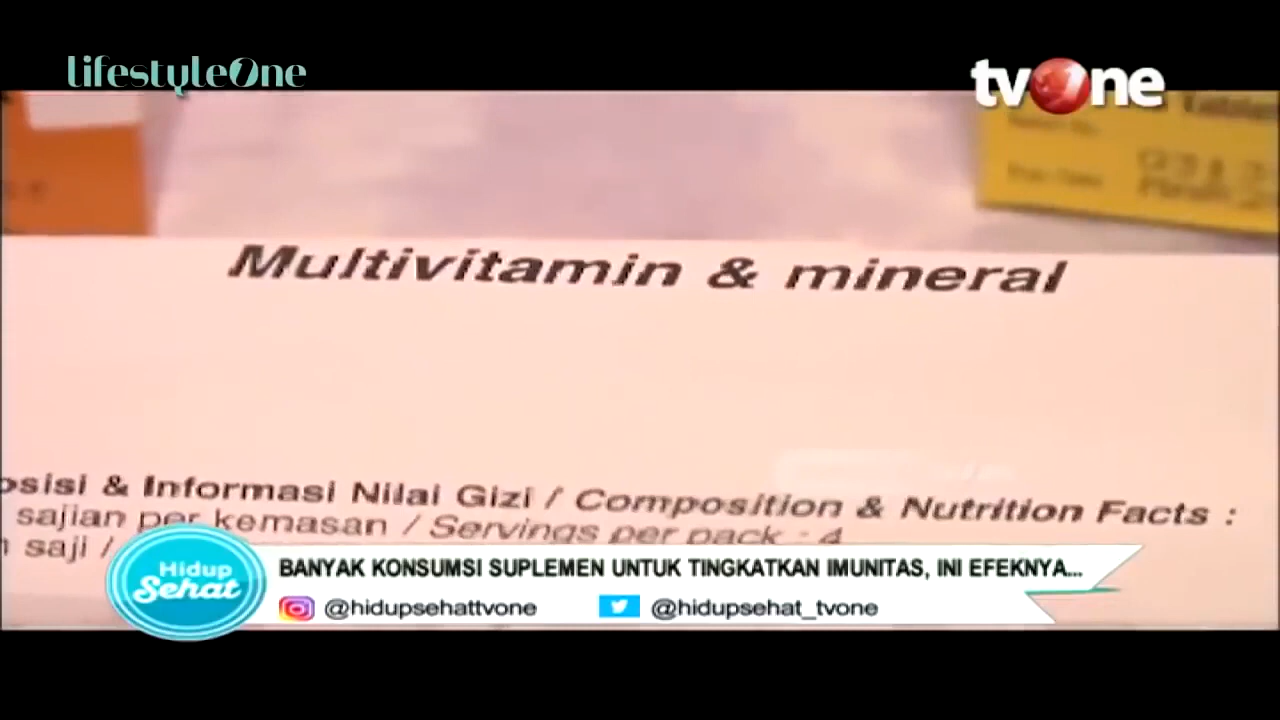 lifestyleOne
tvOne
Tablet
Multivitamin & mineral
osisi & Informasi Nilai Gizi / Composition & Nutrition Facts :
sajian per kemasan / Servings per pack : 4
saji /
Hidup
Sehat
BANYAK KONSUMSI SUPLEMEN UNTUK TINGKATKAN IMUNITAS, INI EFEKNYA...
@hidupsehattvone
@hidupsehat_tvone